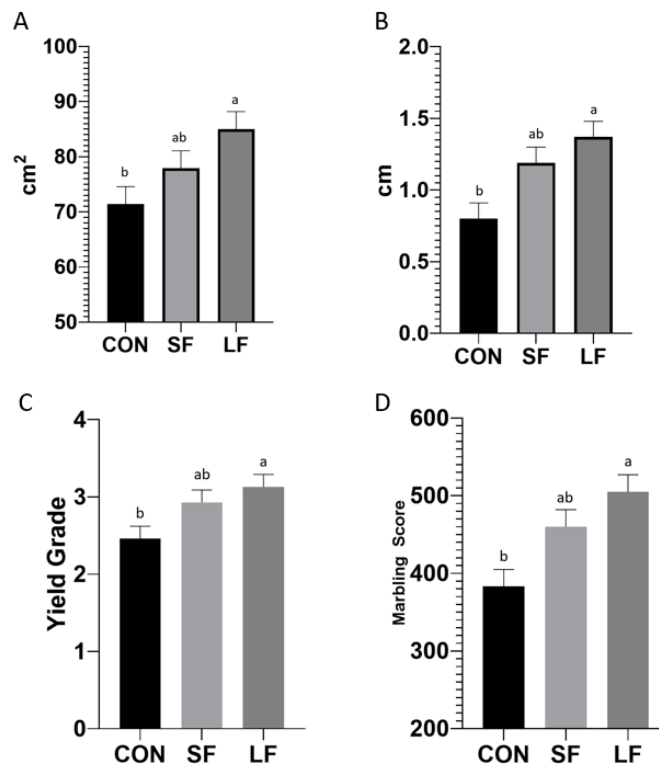 A
100
90
80
70
60
50
cm²
b
ab
a
CON SF LF
B
2.0
1.5
1.0
0.5
0.0
cm
b
ab
a
CON SF LF
C
4
3
2
1
0
Yield Grade
b
ab
a
CON SF LF
D
600
500
400
300
200
Marbling Score
b
ab
a
CON SF LF